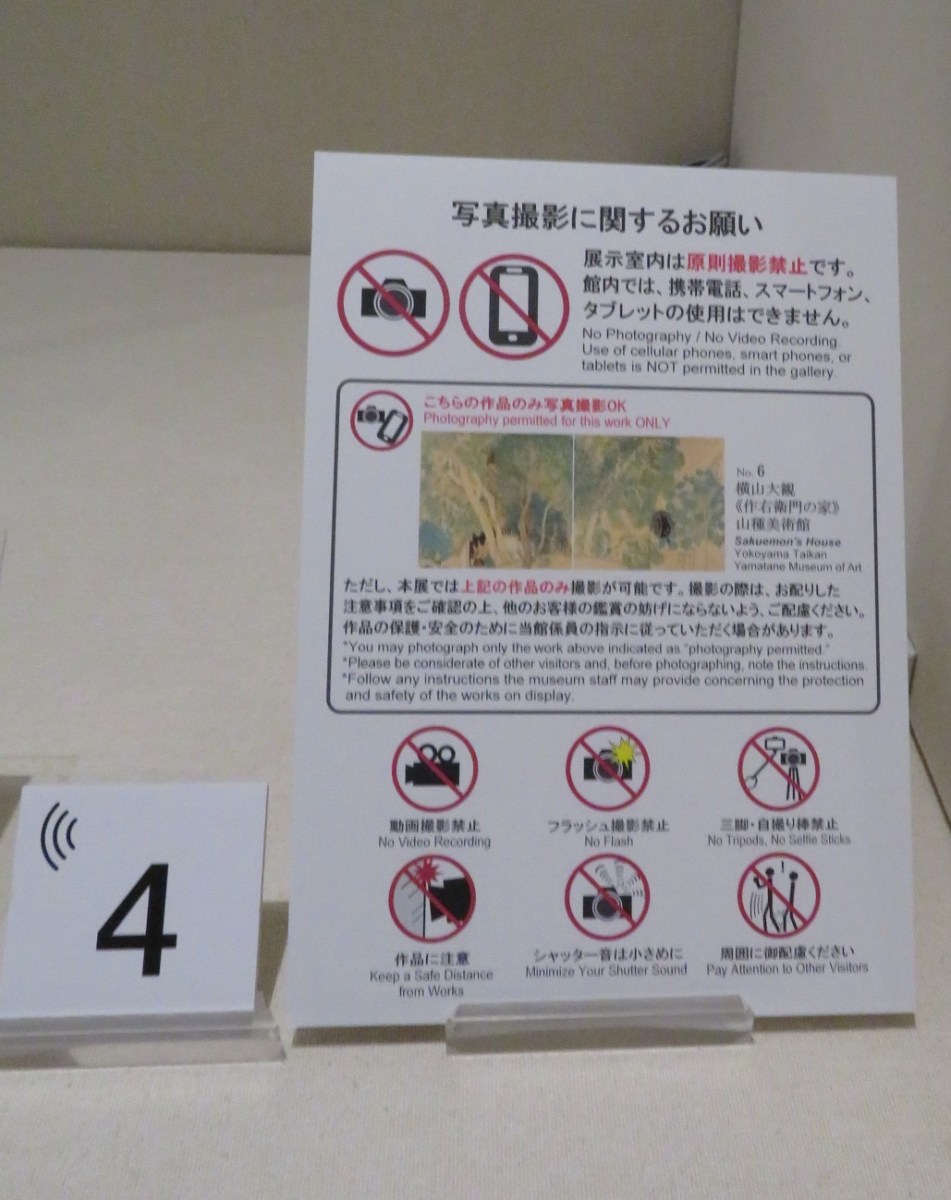 写真撮影に関するお願い
展示室内は原則撮影禁止です。
館内では、携帯電話、スマートフォン、
タブレットの使用はできません。
No Photography / No Video Recording.
Use of cellular phones, smart phones, or
tablets is NOT permitted in the gallery.
こちらの作品のみ写真撮影OK
Photography permitted for this work ONLY
No. 6
横山大観
《作右衛門の家》
山種美術館
Sakuemon's House
Yokoyama Taikan
Yamatane Museum of Art
ただし、本展では上記の作品のみ撮影が可能です。撮影の際は、お配りした
注意事項をご確認の上、他のお客様の鑑賞の妨げにならないよう、ご配慮ください。
作品の保護・安全のために当館係員の指示に従っていただく場合があります。
*You may photograph only the work above indicated as "photography permitted."
*Please be considerate of other visitors and, before photographing, note the instructions.
*Follow any instructions the museum staff may provide concerning the protection
and safety of the works on display.
動画撮影禁止
No Video Recording
フラッシュ撮影禁止
No Flash
三脚・自撮り棒禁止
No Tripods, No Selfie Sticks
作品に注意
Keep a Safe Distance
from Works
シャッター音は小さめに
Minimize Your Shutter Sound
周囲に御配慮ください
Pay Attention to Other Visitors
4